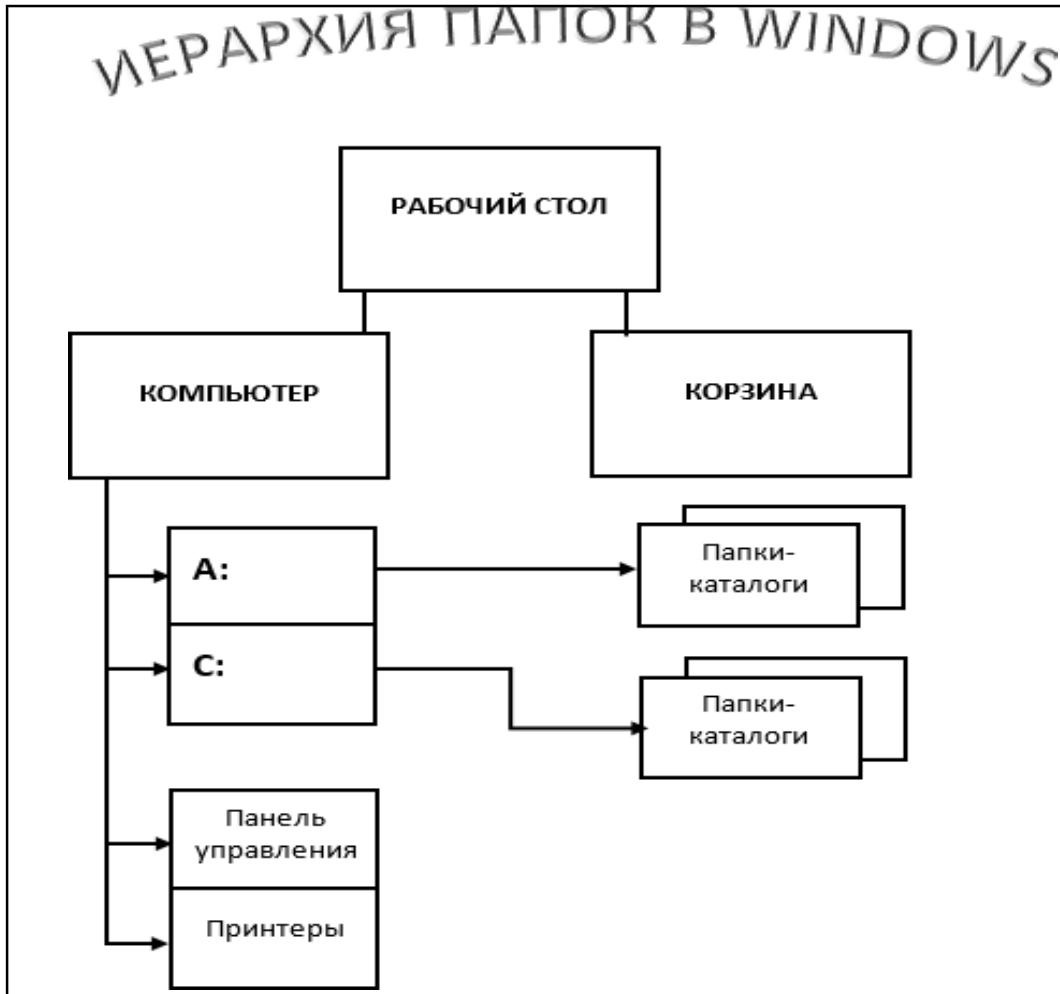 ИЕРАРХИЯ ПАПОК В WINDOWS
РАБОЧИЙ СТОЛ
КОМПЬЮТЕР
КОРЗИНА
A:
Папки-
каталоги
C:
Папки-
каталоги
Панель
управления
Принтеры